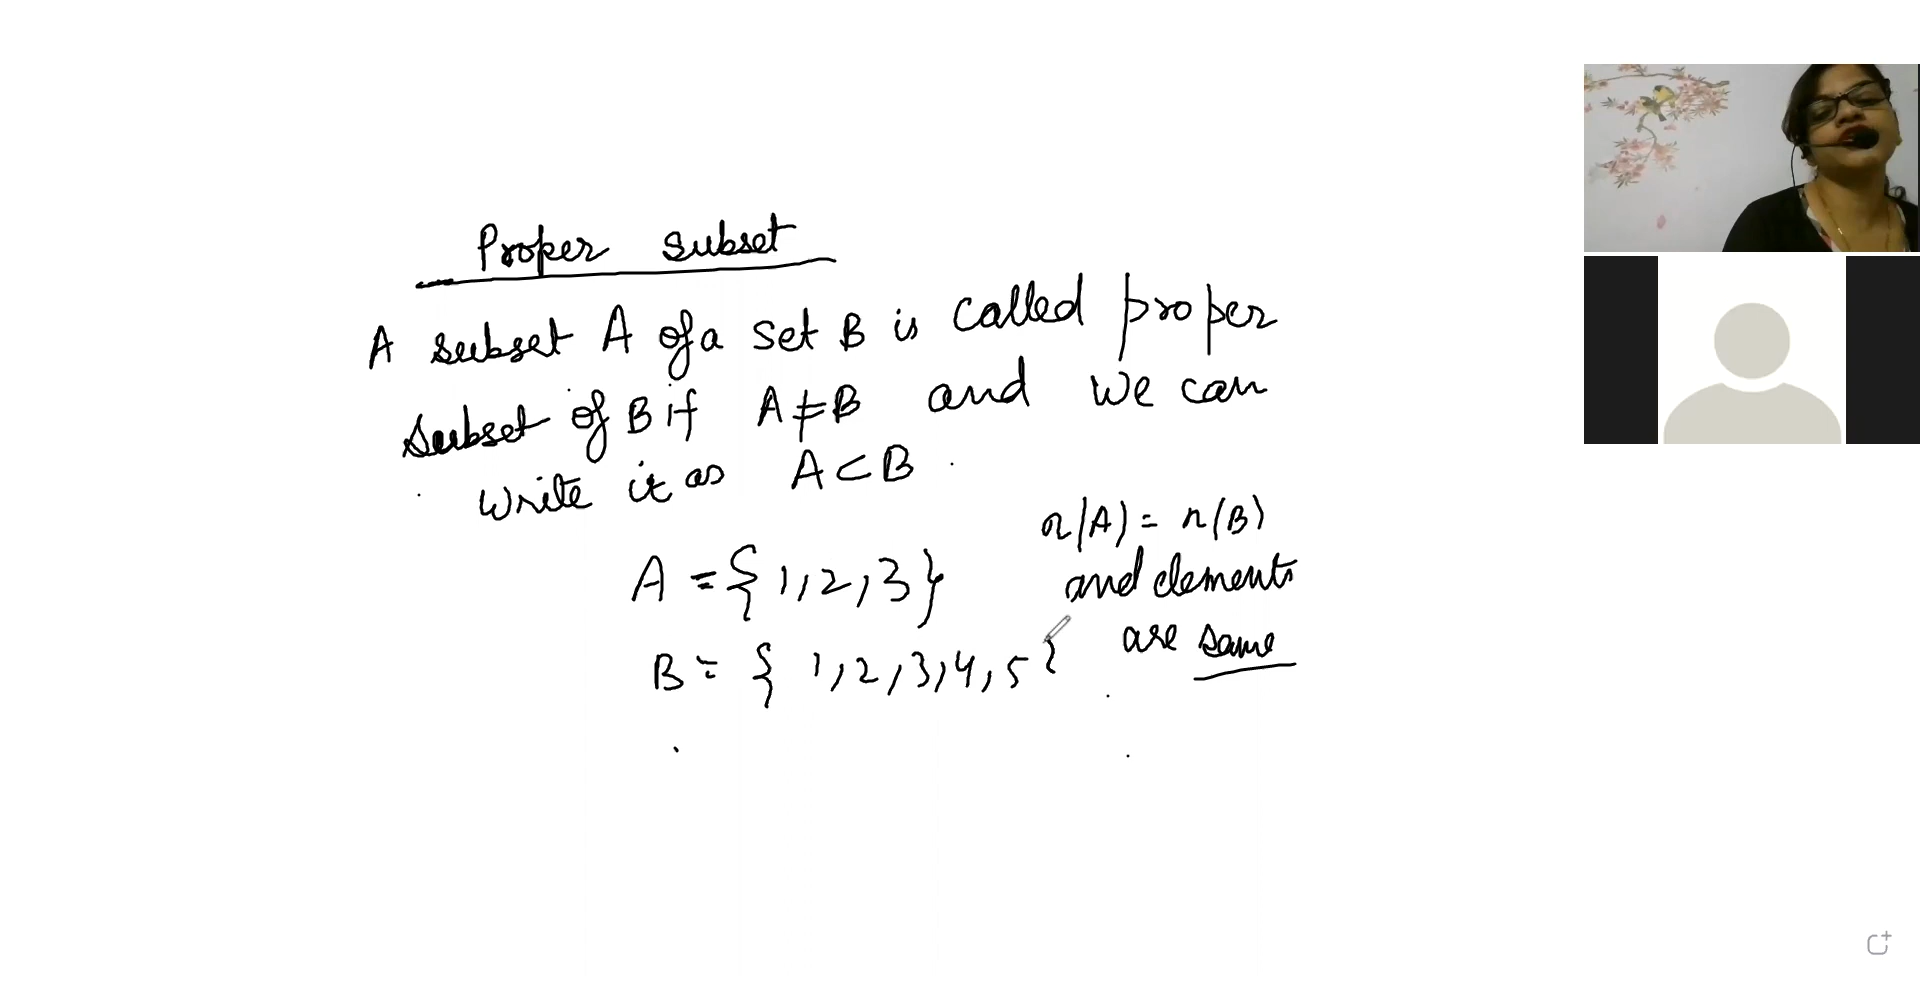 Proper subset
A subset A of a set B is called proper
subset of B if A ≠ B and we can
write it as A ⊂ B.
n(A) = n(B)
and elements
are same
A = {1, 2, 3}
B = { 1, 2, 3, 4, 5}